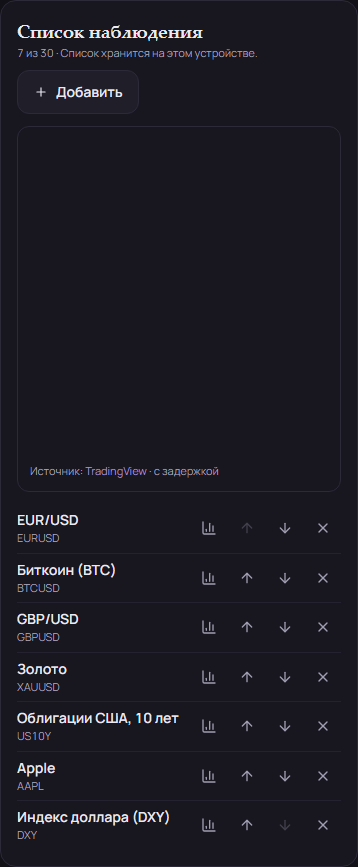 Список наблюдения
7 из 30 · Список хранится на этом устройстве.
+ Добавить
Источник: TradingView · с задержкой
EUR/USD
EURUSD
Биткоин (BTC)
BTCUSD
GBP/USD
GBPUSD
Золото
XAUUSD
Облигации США, 10 лет
US10Y
Apple
AAPL
Индекс доллара (DXY)
DXY